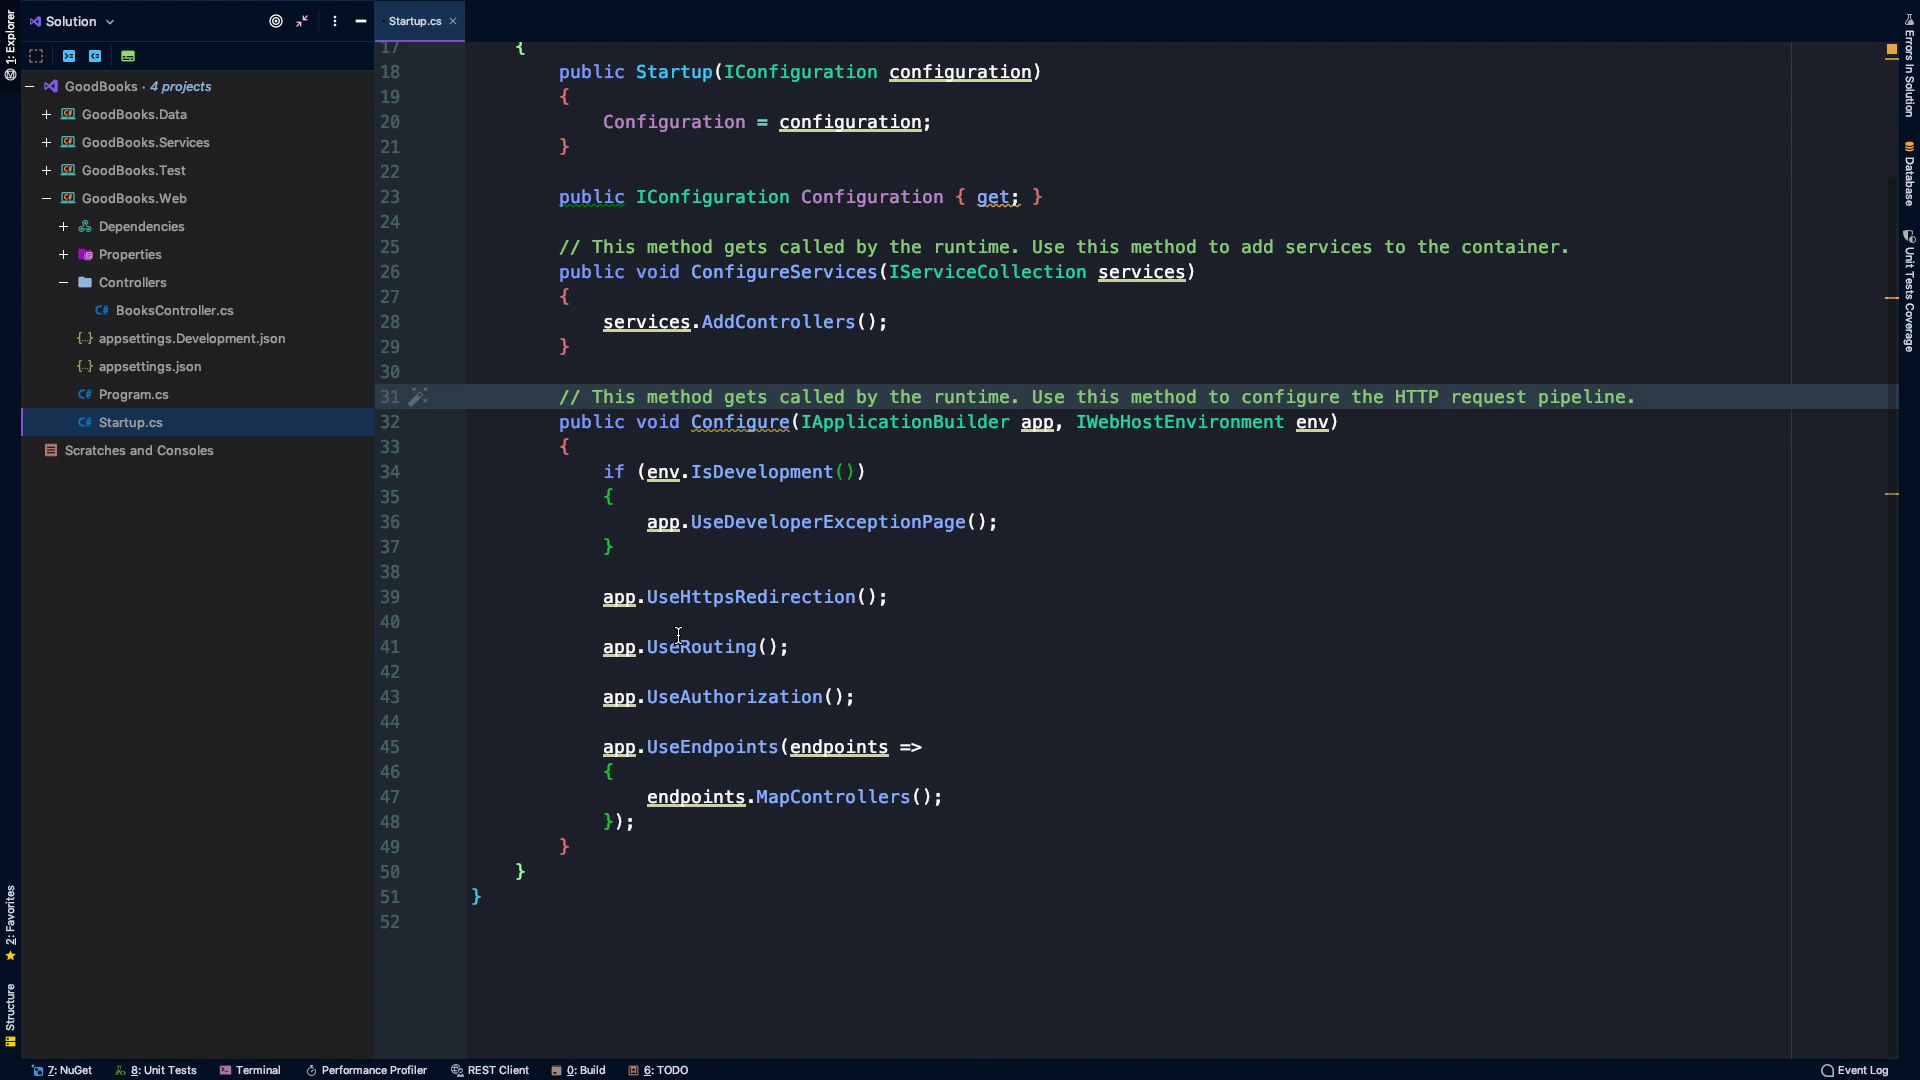 1: Explorer
Solution
Startup.cs
GoodBooks · 4 projects
GoodBooks.Data
GoodBooks.Services
GoodBooks.Test
GoodBooks.Web
Dependencies
Properties
Controllers
C# BooksController.cs
{..} appsettings.Development.json
{..} appsettings.json
C# Program.cs
C# Startup.cs
Scratches and Consoles
2: Favorites
Structure
17 {
18 public Startup(IConfiguration configuration)
19 {
20 Configuration = configuration;
21 }
22
23 public IConfiguration Configuration { get; }
24
25 // This method gets called by the runtime. Use this method to add services to the container.
26 public void ConfigureServices(IServiceCollection services)
27 {
28 services.AddControllers();
29 }
30
31 // This method gets called by the runtime. Use this method to configure the HTTP request pipeline.
32 public void Configure(IApplicationBuilder app, IWebHostEnvironment env)
33 {
34 if (env.IsDevelopment())
35 {
36 app.UseDeveloperExceptionPage();
37 }
38
39 app.UseHttpsRedirection();
40
41 app.UseRouting();
42
43 app.UseAuthorization();
44
45 app.UseEndpoints(endpoints =>
46 {
47 endpoints.MapControllers();
48 });
49 }
50 }
51 }
52
Errors In Solution
Database
Unit Tests Coverage
7: NuGet
8: Unit Tests
Terminal
Performance Profiler
REST Client
0: Build
6: TODO
Event Log